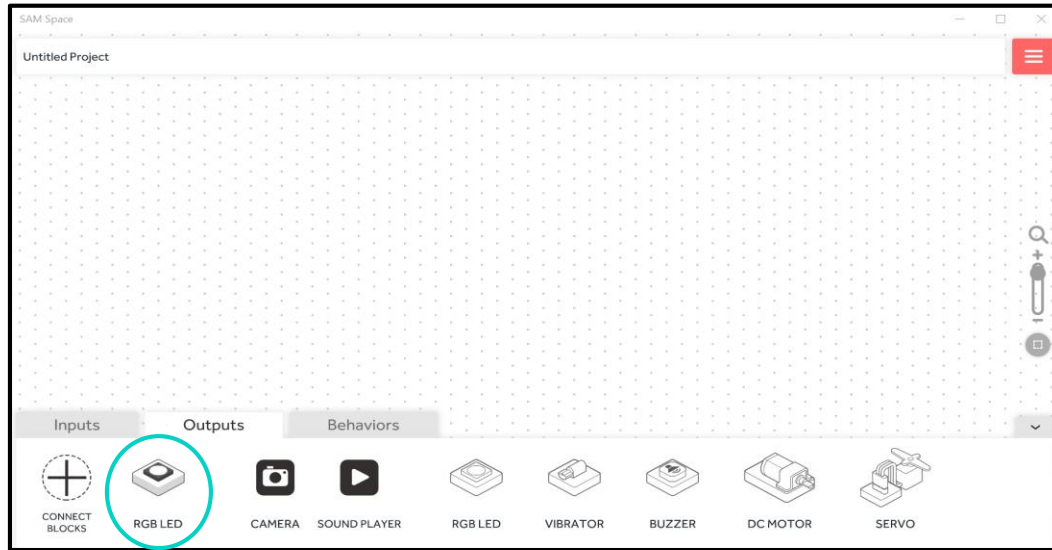 SAM Space
Untitled Project
Inputs
Outputs
Behaviors
CONNECT
BLOCKS
RGB LED
CAMERA
SOUND PLAYER
RGB LED
VIBRATOR
BUZZER
DC MOTOR
SERVO